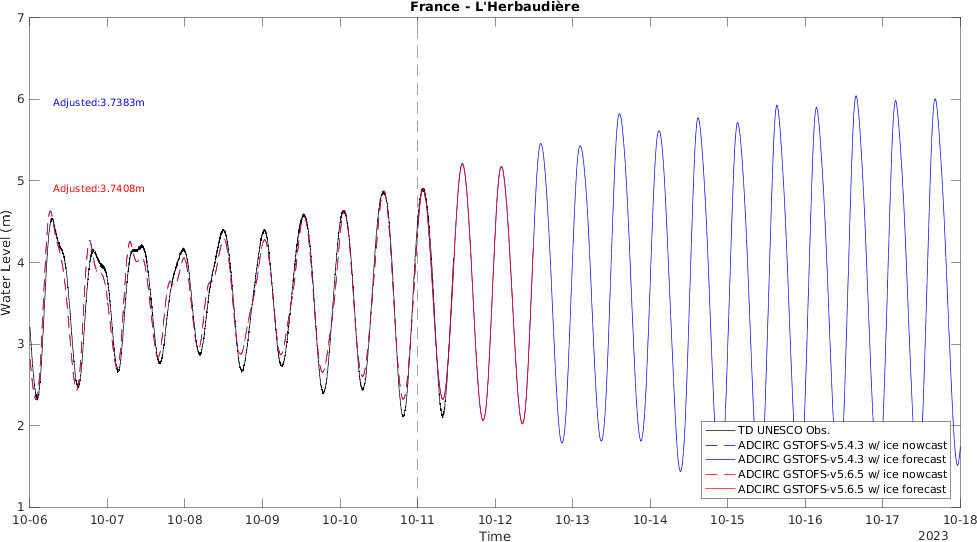 France - L'Herbaudière
7
6
5
4
3
2
1
Water Level (m)
Adjusted:3.7383m
Adjusted:3.7408m
TD UNESCO Obs.
ADCIRC GSTOFS-v5.4.3 w/ ice nowcast
ADCIRC GSTOFS-v5.4.3 w/ ice forecast
ADCIRC GSTOFS-v5.6.5 w/ ice nowcast
ADCIRC GSTOFS-v5.6.5 w/ ice forecast
10-06 10-07 10-08 10-09 10-10 10-11 10-12 10-13 10-14 10-15 10-16 10-17 10-18
Time
2023